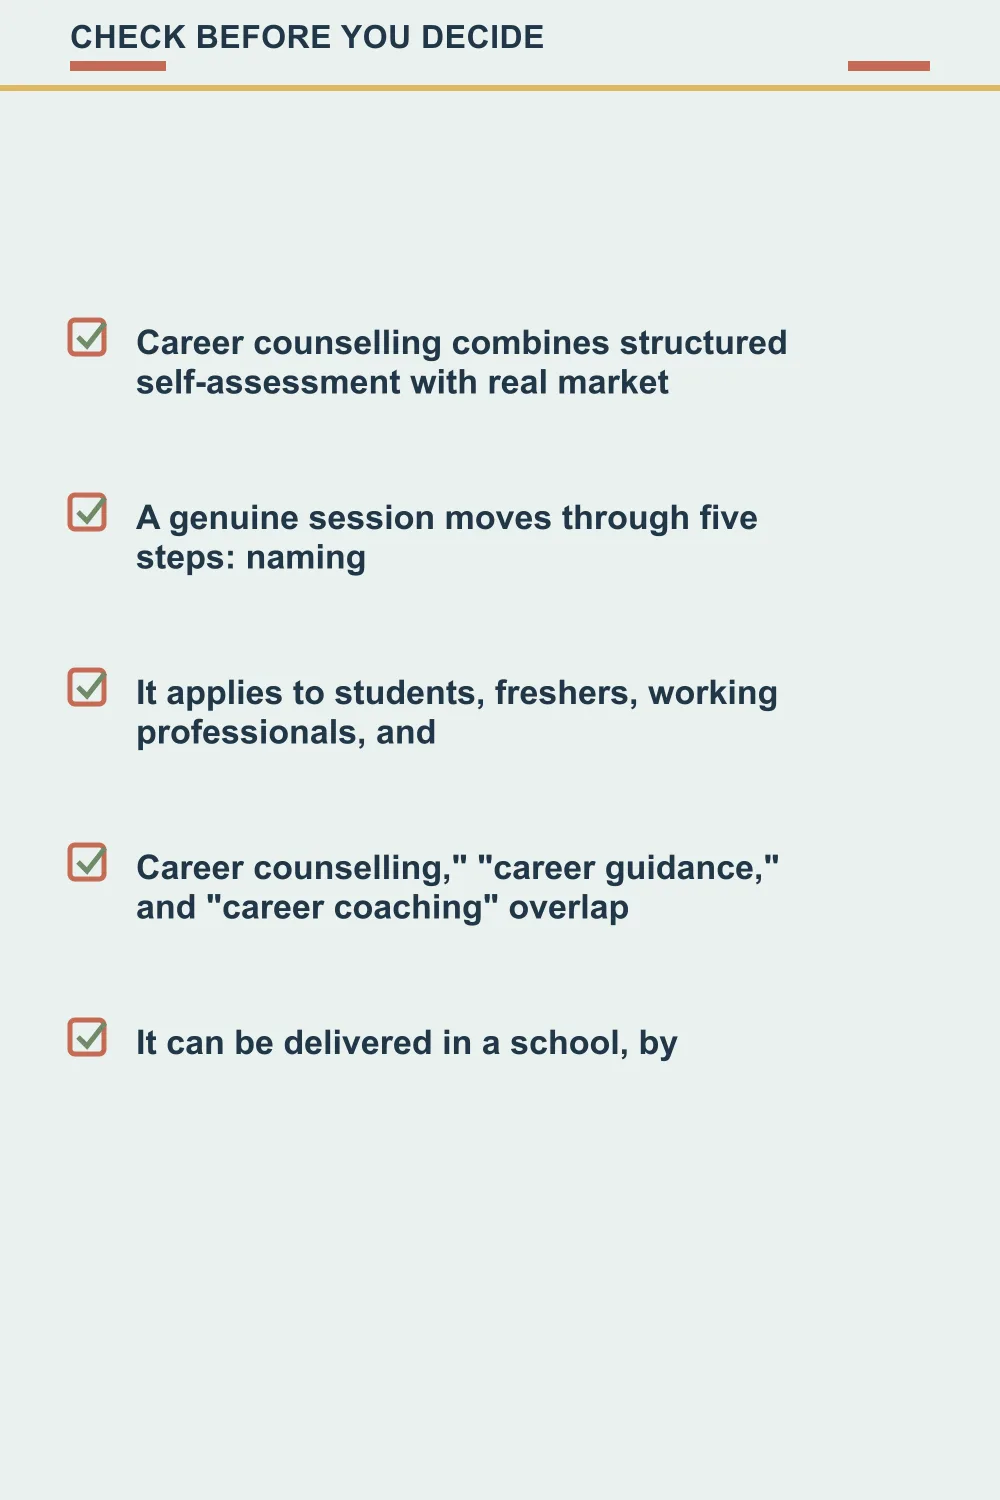 CHECK BEFORE YOU DECIDE
Career counselling combines structured
self-assessment with real market
A genuine session moves through five
steps: naming
It applies to students, freshers, working
professionals, and
Career counselling," "career guidance,"
and "career coaching" overlap
It can be delivered in a school, by